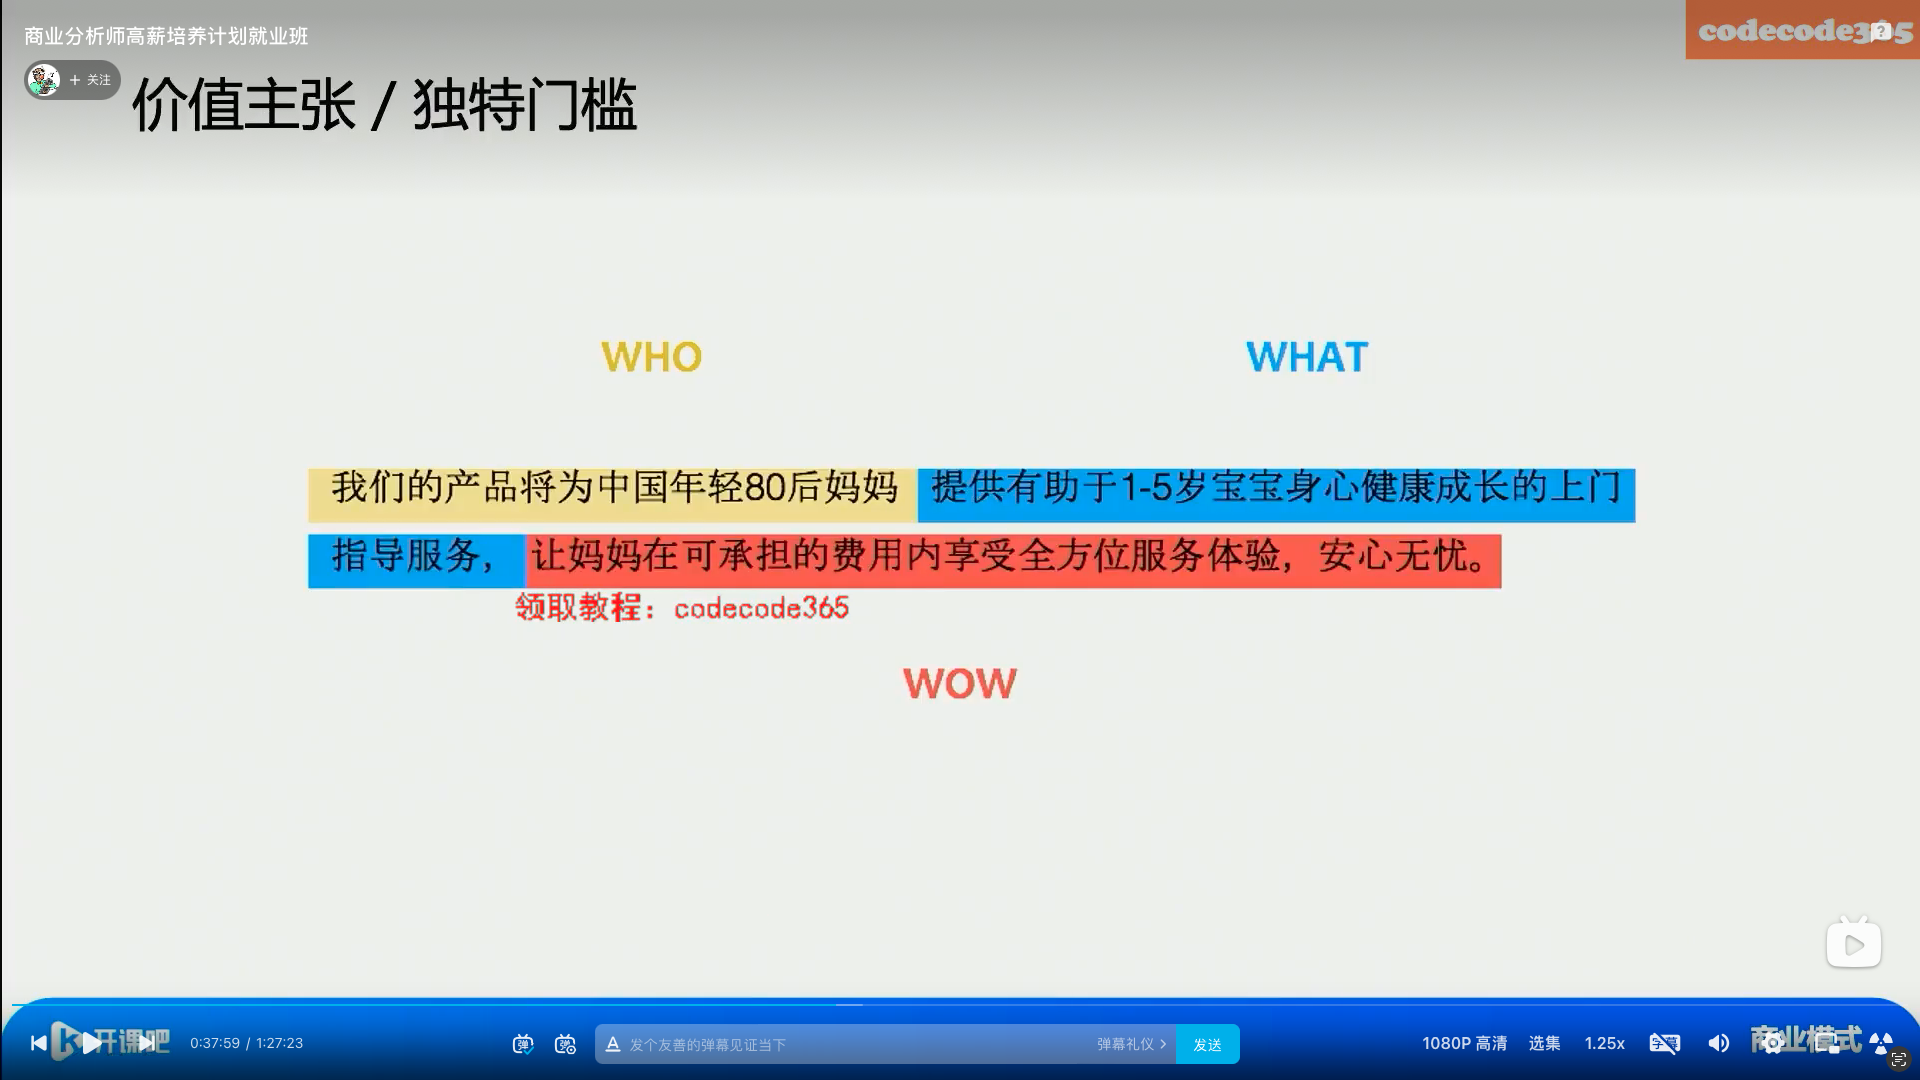 商业分析师高薪培养计划就业班
codecode365
+ 关注
价值主张 / 独特门槛
WHO
WHAT
我们的产品将为中国年轻80后妈妈 提供有助于1-5岁宝宝身心健康成长的上门
指导服务，让妈妈在可承担的费用内享受全方位服务体验，安心无忧。
领取教程：codecode365
WOW
开课吧
0:37:59 / 1:27:23
弹 弹
A 发个友善的弹幕见证当下
弹幕礼仪 >
发送
1080P 高清
选集
1.25x
字幕
商业模式